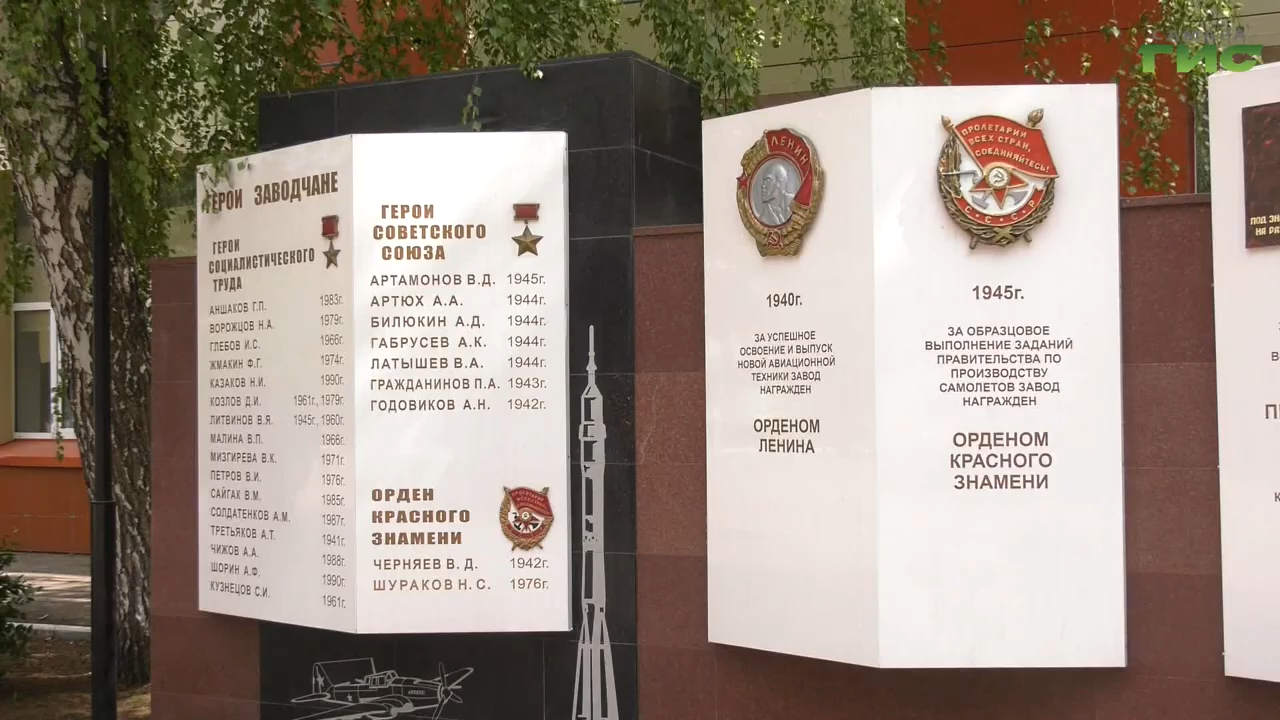 ГЕРОИ ЗАВОДЧАНЕ
ГЕРОИ
СОЦИАЛИСТИЧЕСКОГО
ТРУДА
АНШАКОВ Г.П. 1983г.
ВОРОЖЦОВ Н.А. 1979г.
ГЛЕБОВ И.С. 1966г.
ЖМАКИН Ф.Г. 1974г.
КАЗАКОВ Н.И. 1990г.
КОЗЛОВ Д.И. 1961г., 1979г.
ЛИТВИНОВ В.Я. 1945г., 1960г.
МАЛИНА В.П. 1966г.
МИЗГИРЕВА В.К. 1971г.
ПЕТРОВ В.И. 1976г.
САЙГАК В.М. 1985г.
СОЛДАТЕНКОВ А.М. 1987г.
ТРЕТЬЯКОВ А.Т. 1941г.
ЧИЖОВ А.А. 1988г.
ШОРИН А.Ф. 1990г.
КУЗНЕЦОВ С.И. 1961г.
ГЕРОИ
СОВЕТСКОГО
СОЮЗА
АРТАМОНОВ В.Д. 1945г.
АРТЮХ А.А. 1944г.
БИЛЮКИН А.Д. 1944г.
ГАБРУСЕВ А.К. 1944г.
ЛАТЫШЕВ В.А. 1944г.
ГРАЖДАНИНОВ П.А. 1943г.
ГОДОВИКОВ А.Н. 1942г.
ОРДЕН
КРАСНОГО
ЗНАМЕНИ
ЧЕРНЯЕВ В.Д. 1942г.
ШУРАКОВ Н.С. 1976г.
ЛЕНИН
1940г.
ЗА УСПЕШНОЕ
ОСВОЕНИЕ И ВЫПУСК
НОВОЙ АВИАЦИОННОЙ
ТЕХНИКИ ЗАВОД
НАГРАЖДЕН
ОРДЕНОМ
ЛЕНИНА
ПРОЛЕТАРИИ
ВСЕХ СТРАН,
СОЕДИНЯЙТЕСЬ!
СССР
1945г.
ЗА ОБРАЗЦОВОЕ
ВЫПОЛНЕНИЕ ЗАДАНИЙ
ПРАВИТЕЛЬСТВА ПО
ПРОИЗВОДСТВУ
САМОЛЕТОВ ЗАВОД
НАГРАЖДЕН
ОРДЕНОМ
КРАСНОГО
ЗНАМЕНИ
ГИС
ПОД
НА